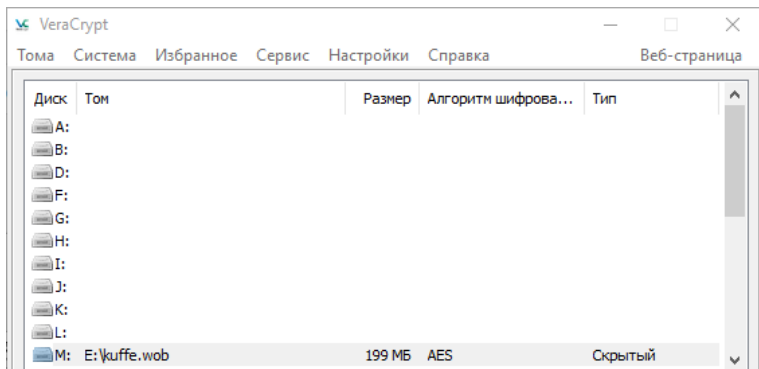 VeraCrypt
Тома Система Избранное Сервис Настройки Справка Веб-страница
Диск Том Размер Алгоритм шифрова... Тип
A:
B:
D:
F:
G:
H:
I:
J:
K:
L:
M: E:\kuffe.wob 199 МБ AES Скрытый